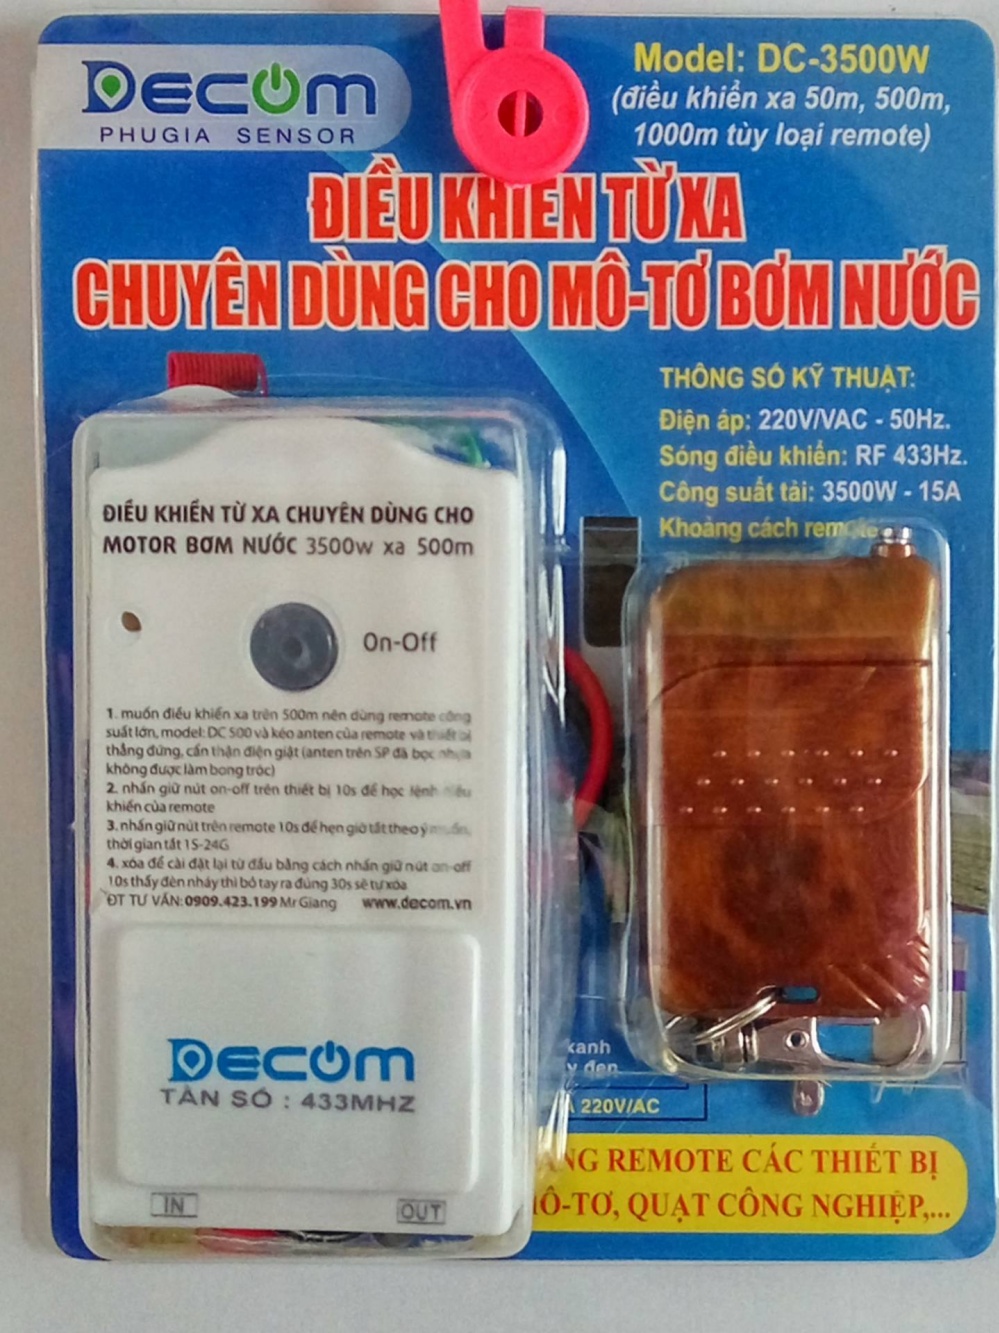 Decom
PHUGIA SENSOR
Model: DC-3500W
(điều khiển xa 50m, 500m,
1000m tùy loại remote)
ĐIỀU KHIỂN TỪ XA
CHUYÊN DÙNG CHO MÔ-TƠ BƠM NƯỚC
THÔNG SỐ KỸ THUẬT:
Điện áp: 220V/VAC - 50Hz.
Sóng điều khiển: RF 433Hz.
Công suất tải: 3500W - 15A
Khoảng cách remote
ĐIỀU KHIỂN TỪ XA CHUYÊN DÙNG CHO
MOTOR BƠM NƯỚC 3500w xa 500m
On-Off
1. muốn điều khiển xa trên 500m nên dùng remote công
suất lớn, model: DC 500 và kéo anten của remote và thiết bị
thẳng đứng, cẩn thận điện giật (anten trên SP đã bọc nhựa
không được làm bong tróc)
2. nhấn giữ nút on-off trên thiết bị 10s để học lệnh điều
khiển của remote
3. nhấn giữ nút trên remote 10s để hẹn giờ tắt theo ý muốn,
thời gian tắt 1S-24G
4. xóa để cài đặt lại từ đầu bằng cách nhấn giữ nút on-off
10s thấy đèn nháy thì bỏ tay ra đúng 30s sẽ tự xóa
ĐT TƯ VẤN: 0909.423.199 Mr Giang www.decom.vn
Decom
TẦN SỐ : 433MHZ
IN OUT
xanh
đen
220V/AC
REMOTE CÁC THIẾT BỊ
MÔ-TƠ, QUẠT CÔNG NGHIỆP,...